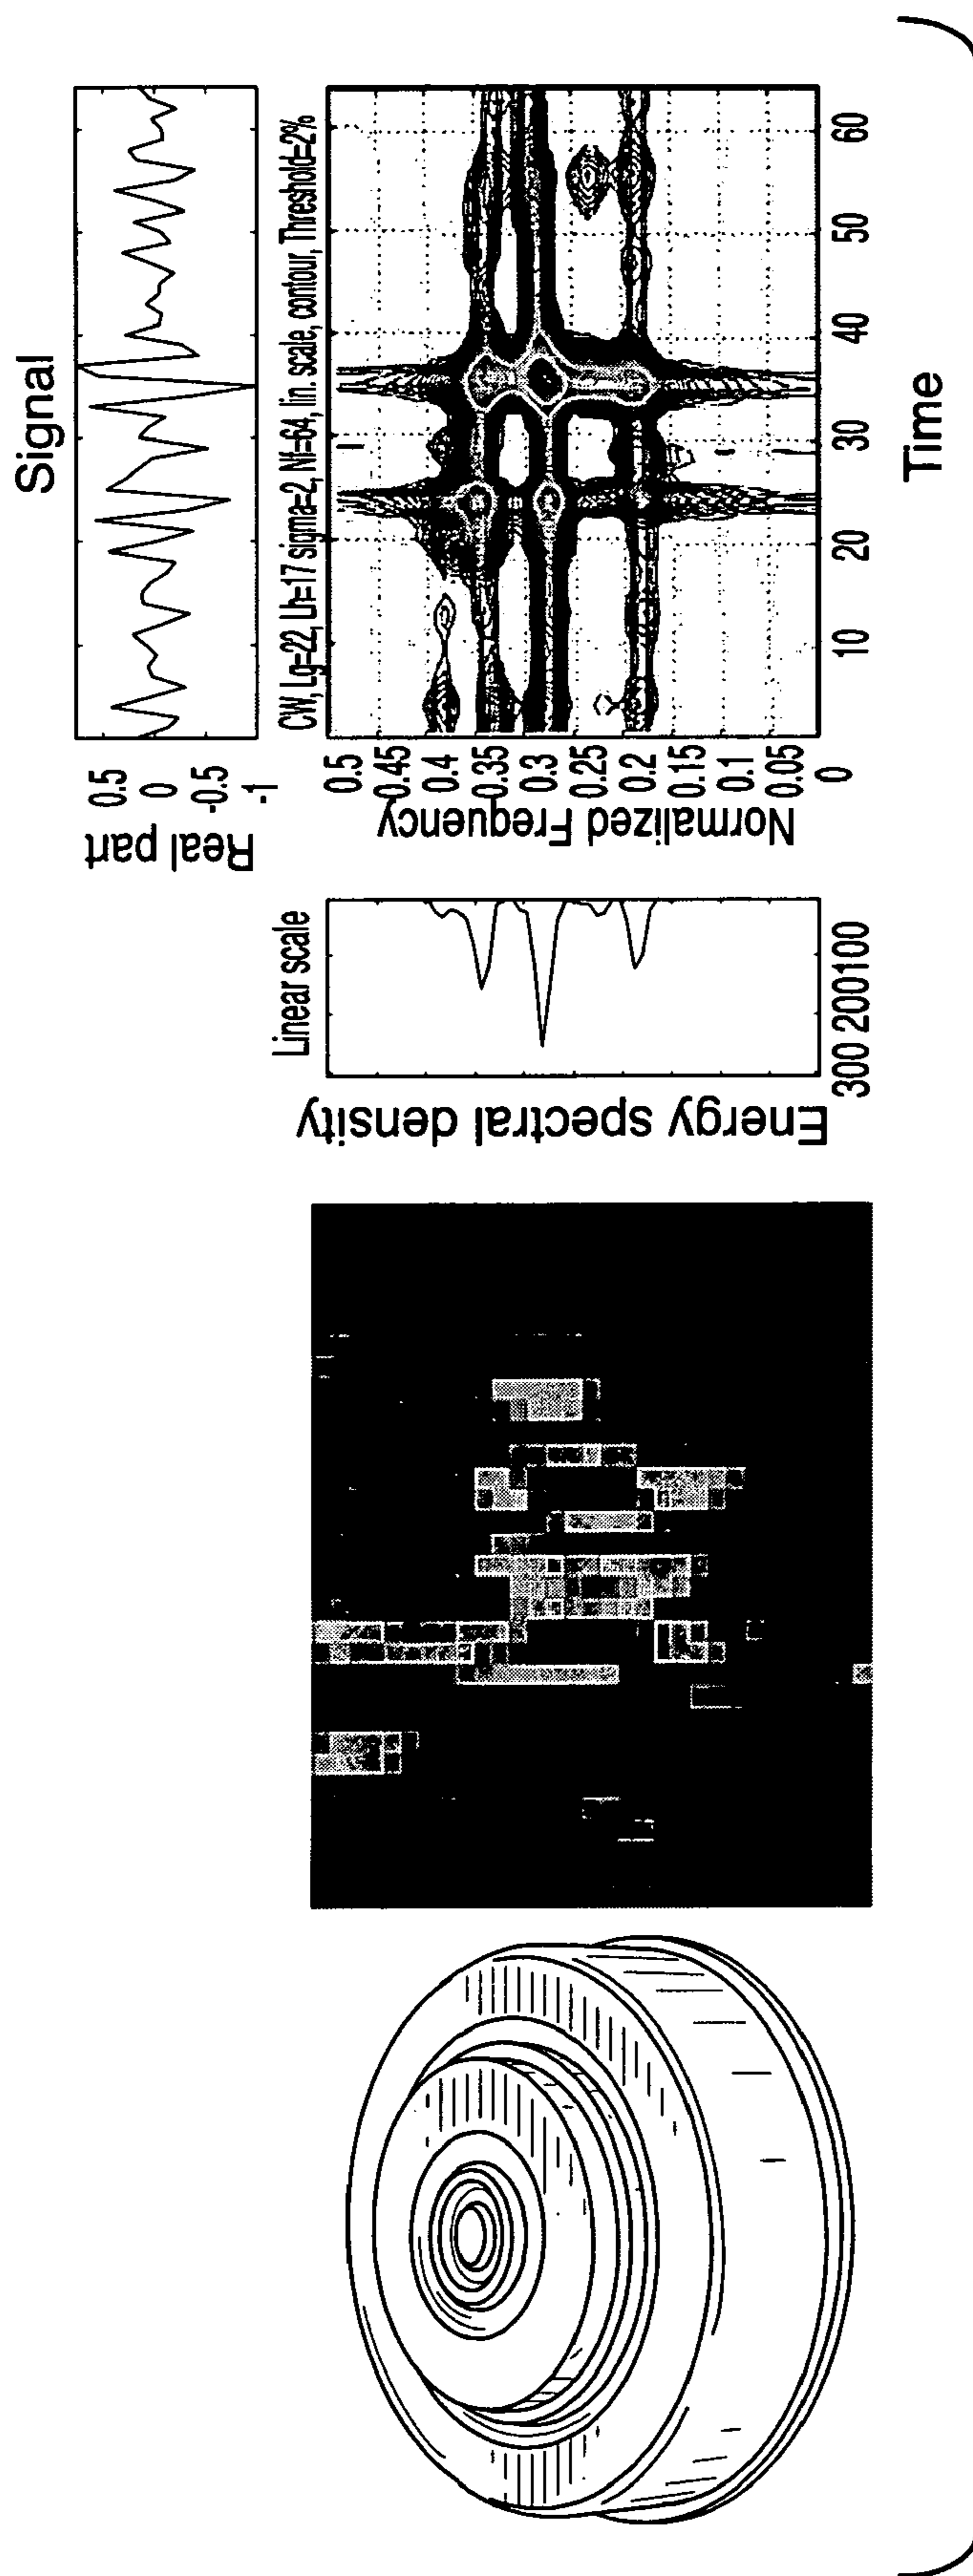 Signal
0.5
0
-0.5
-1
Real part
CW, Lg=22, Lh=17 sigma=2, Nf=64, lin. scale, contour, Threshold=2%
Linear scale
Energy spectral density
300 200100
Normalized Frequency
0.5
0.45
0.4
0.35
0.3
0.25
0.2
0.15
0.1
0.05
0
10 20 30 40 50 60
Time